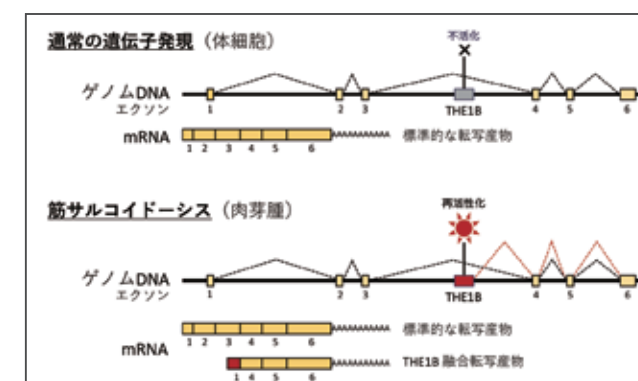 通常の遺伝子発現（体細胞）
不活化
ゲノムDNA
エクソン
1 2 3 THE1B 4 5 6
mRNA 標準的な転写産物
1 2 3 4 5 6
筋サルコイドーシス（肉芽腫）
再活性化
ゲノムDNA
エクソン
1 2 3 THE1B 4 5 6
標準的な転写産物
1 2 3 4 5 6
mRNA
THE1B 融合転写産物
1 4 5 6